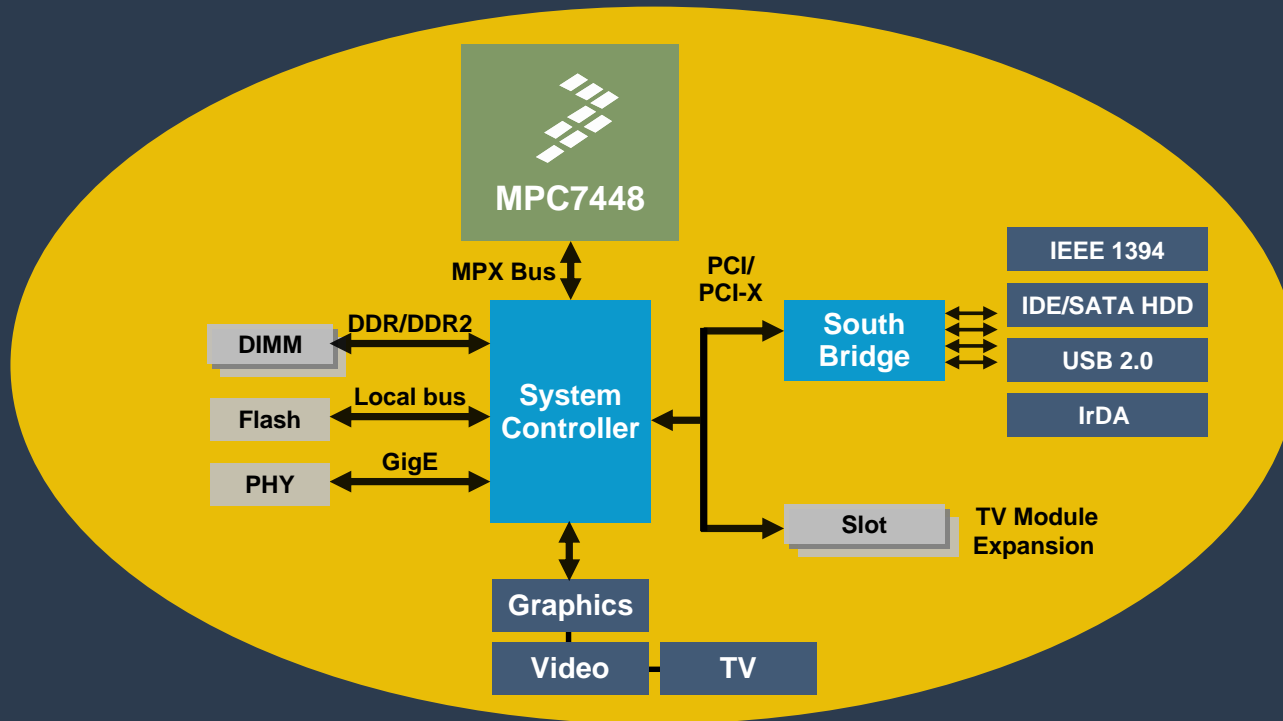 MPC7448
MPX Bus
PCI/
PCI-X
IEEE 1394
IDE/SATA HDD
USB 2.0
IrDA
South
Bridge
DDR/DDR2
DIMM
Local bus
Flash
GigE
PHY
System
Controller
Slot
TV Module
Expansion
Graphics
Video
TV